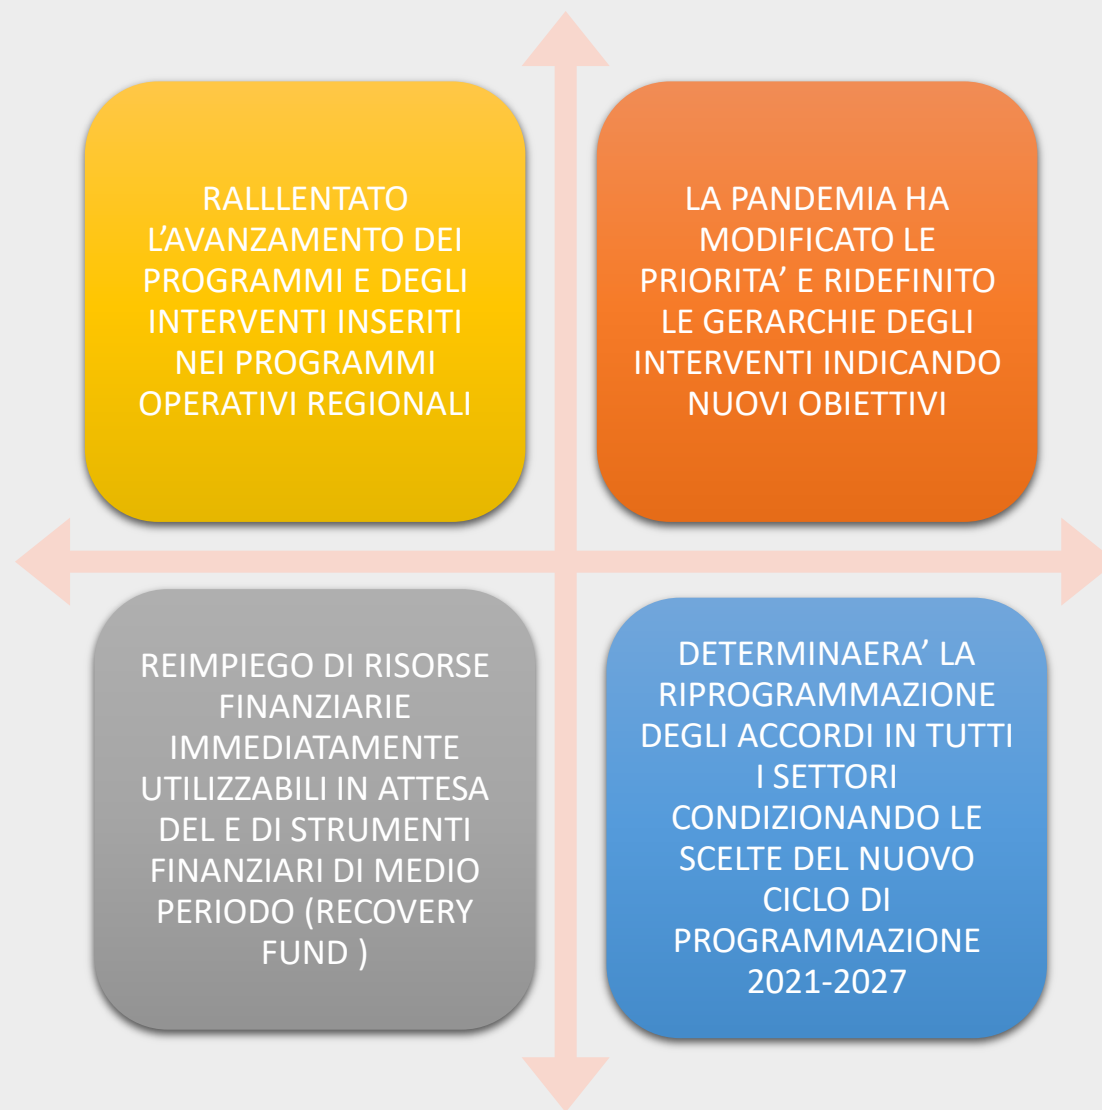 RALLLENTATO
L'AVANZAMENTO DEI
PROGRAMMI E DEGLI
INTERVENTI INSERITI
NEI PROGRAMMI
OPERATIVI REGIONALI
LA PANDEMIA HA
MODIFICATO LE
PRIORITA' E RIDEFINITO
LE GERARCHIE DEGLI
INTERVENTI INDICANDO
NUOVI OBIETTIVI
REIMPIEGO DI RISORSE
FINANZIARIE
IMMEDIATAMENTE
UTILIZZABILI IN ATTESA
DEL E DI STRUMENTI
FINANZIARI DI MEDIO
PERIODO (RECOVERY
FUND )
DETERMINAERA' LA
RIPROGRAMMAZIONE
DEGLI ACCORDI IN TUTTI
I SETTORI
CONDIZIONANDO LE
SCELTE DEL NUOVO
CICLO DI
PROGRAMMAZIONE
2021-2027